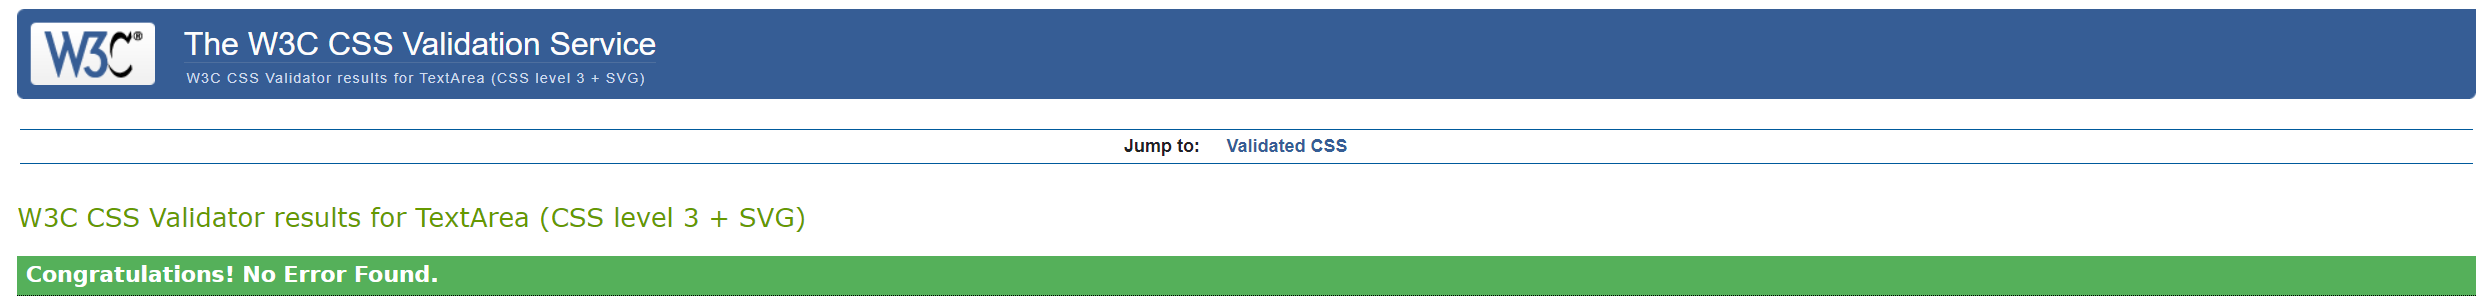 W3C®
The W3C CSS Validation Service
W3C CSS Validator results for TextArea (CSS level 3 + SVG)
Jump to: Validated CSS
W3C CSS Validator results for TextArea (CSS level 3 + SVG)
Congratulations! No Error Found.